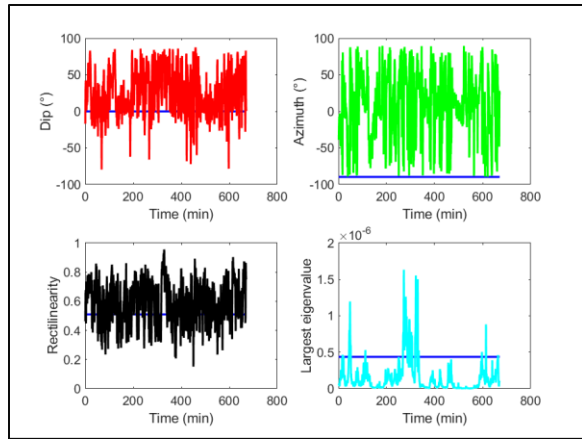 100
50
0
-50
-100
Dip (°)
0 200 400 600 800
Time (min)
100
50
0
-50
-100
Azimuth (°)
0 200 400 600 800
Time (min)
1
0.8
0.6
0.4
0.2
0
Rectilinearity
0 200 400 600 800
Time (min)
×10⁻⁶
2
1.5
1
0.5
0
Largest eigenvalue
0 200 400 600 800
Time (min)